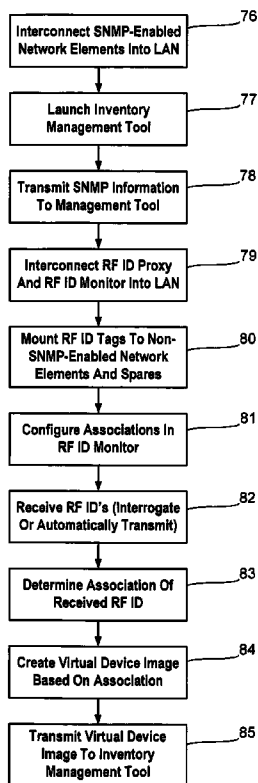 76
Interconnect SNMP-Enabled
Network Elements Into LAN
77
Launch Inventory
Management Tool
78
Transmit SNMP Information
To Management Tool
79
Interconnect RF ID Proxy
And RF ID Monitor Into LAN
80
Mount RF ID Tags To Non-
SNMP-Enabled Network
Elements And Spares
81
Configure Associations In
RF ID Monitor
82
Receive RF ID's (Interrogate
Or Automatically Transmit)
83
Determine Association Of
Received RF ID
84
Create Virtual Device Image
Based On Association
85
Transmit Virtual Device
Image To Inventory
Management Tool